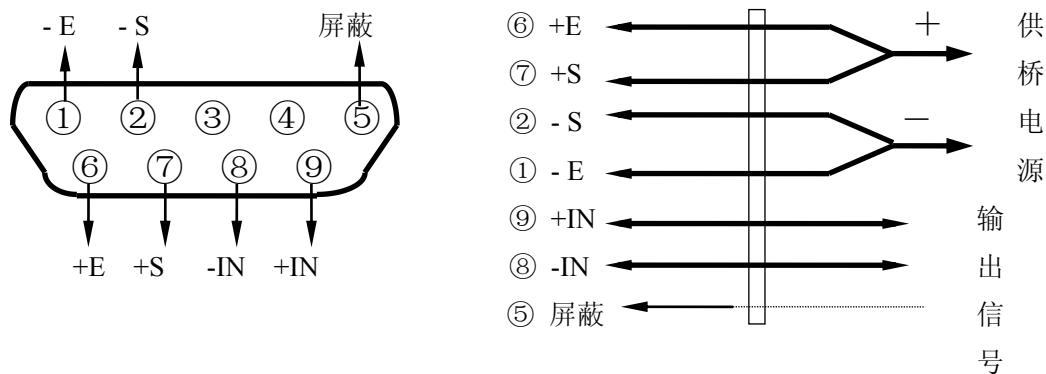 - E - S 屏蔽
① ② ③ ④ ⑤
⑥ ⑦ ⑧ ⑨
+E +S -IN +IN
⑥ +E
⑦ +S
② - S
① - E
⑨ +IN
⑧ -IN
⑤ 屏蔽
+
－
供桥电源
输出信号